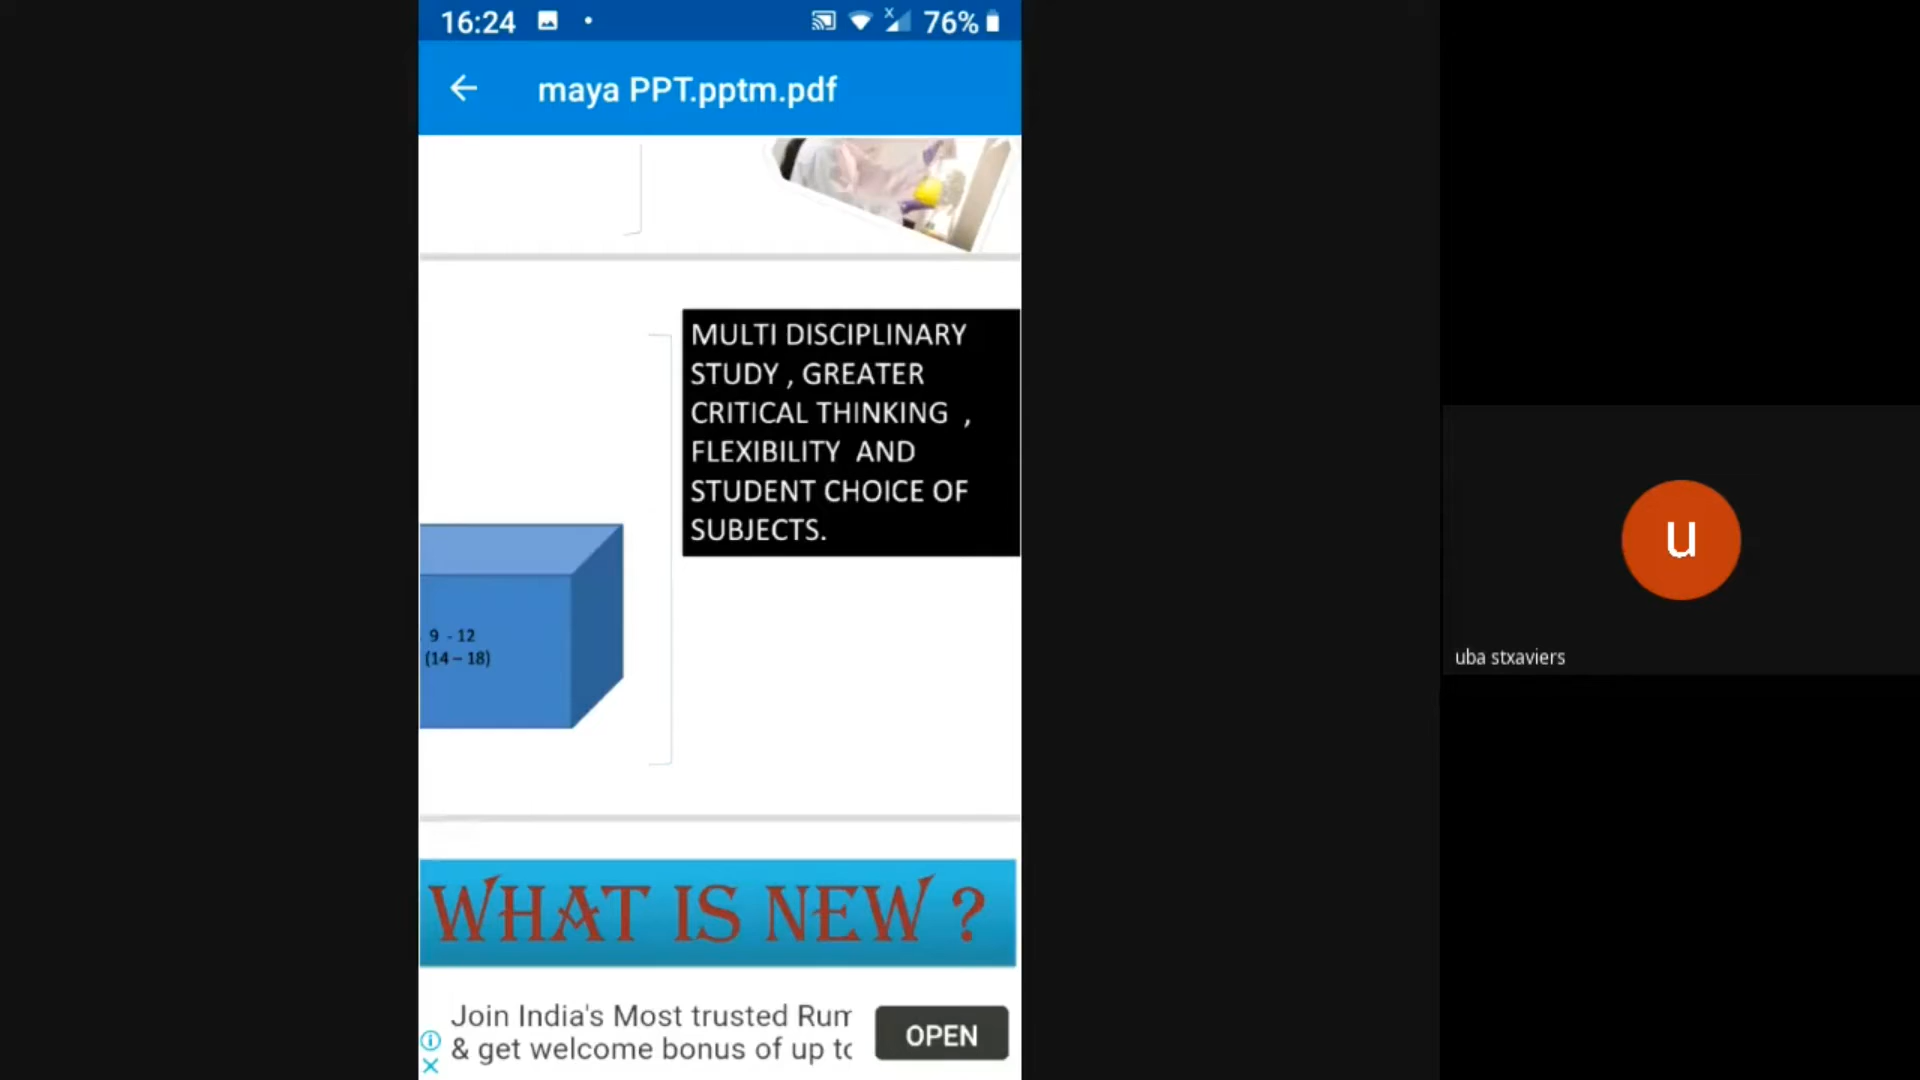 16:24
76%
maya PPT.pptm.pdf
MULTI DISCIPLINARY
STUDY , GREATER
CRITICAL THINKING ,
FLEXIBILITY AND
STUDENT CHOICE OF
SUBJECTS.
9 - 12
(14 – 18)
WHAT IS NEW ?
Join India's Most trusted Rum
& get welcome bonus of up to
OPEN
u
uba stxaviers